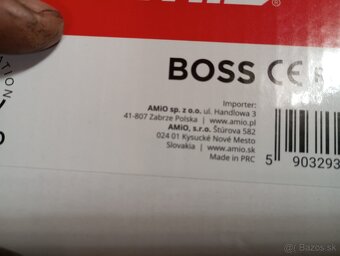 ®
BOSS CE
Importer:
AMiO sp. z o.o. ul. Handlowa 3
41-807 Zabrze Polska | www.amio.pl
AMiO, s.r.o. Štúrova 582
024 01 Kysucké Nové Mesto
Slovakia | www.amio.sk
Made in PRC
5 903293
Bazos.sk